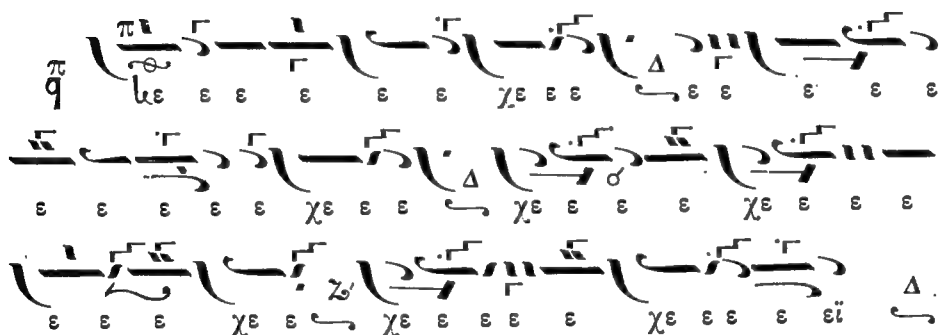 ε ε ε ε ε χε ε ε ε ε ε ε ε
ε ε ε ε ε χε ε ε χε ε ε ε χε ε ε ε
ε ε ε χε ε χε ε ε ε ε χε ε ε ε εϊ